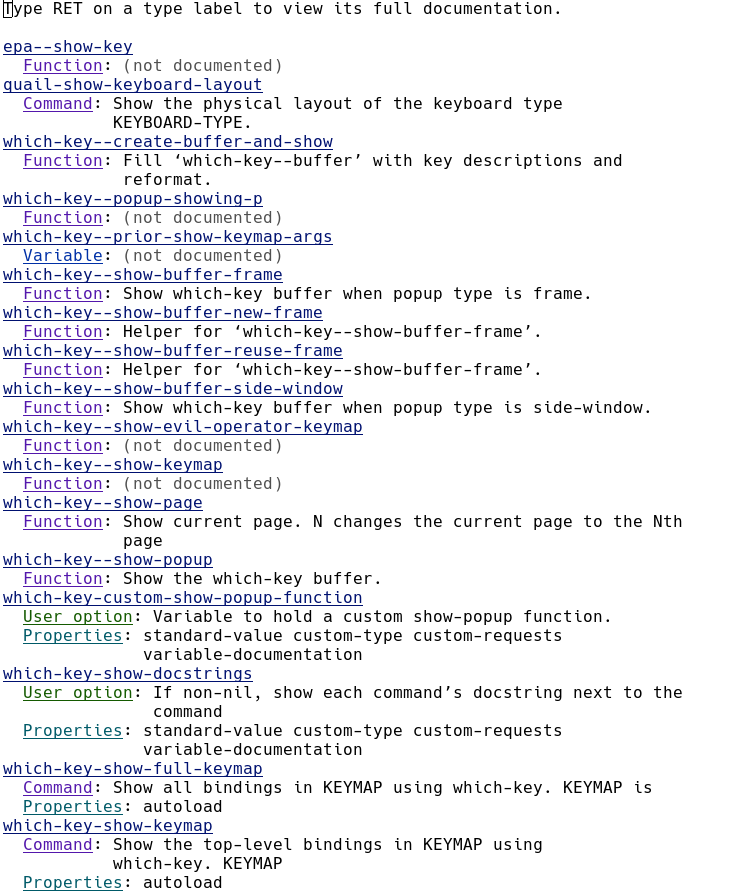 Type RET on a type label to view its full documentation.

epa--show-key
  Function: (not documented)
quail-show-keyboard-layout
  Command: Show the physical layout of the keyboard type
           KEYBOARD-TYPE.
which-key--create-buffer-and-show
  Function: Fill ‘which-key--buffer’ with key descriptions and
            reformat.
which-key--popup-showing-p
  Function: (not documented)
which-key--prior-show-keymap-args
  Variable: (not documented)
which-key--show-buffer-frame
  Function: Show which-key buffer when popup type is frame.
which-key--show-buffer-new-frame
  Function: Helper for ‘which-key--show-buffer-frame’.
which-key--show-buffer-reuse-frame
  Function: Helper for ‘which-key--show-buffer-frame’.
which-key--show-buffer-side-window
  Function: Show which-key buffer when popup type is side-window.
which-key--show-evil-operator-keymap
  Function: (not documented)
which-key--show-keymap
  Function: (not documented)
which-key--show-page
  Function: Show current page. N changes the current page to the Nth
            page
which-key--show-popup
  Function: Show the which-key buffer.
which-key-custom-show-popup-function
  User option: Variable to hold a custom show-popup function.
  Properties: standard-value custom-type custom-requests
              variable-documentation
which-key-show-docstrings
  User option: If non-nil, show each command’s docstring next to the
               command
  Properties: standard-value custom-type custom-requests
              variable-documentation
which-key-show-full-keymap
  Command: Show all bindings in KEYMAP using which-key. KEYMAP is
  Properties: autoload
which-key-show-keymap
  Command: Show the top-level bindings in KEYMAP using
           which-key. KEYMAP
  Properties: autoload